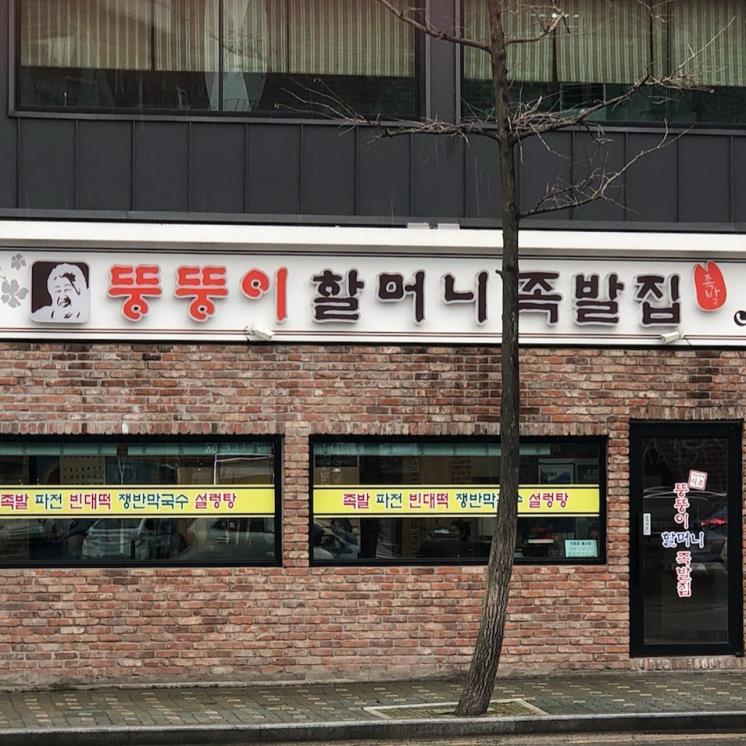 뚱뚱이할머니족발집
족발
족발 파전 빈대떡 쟁반막국수 설렁탕
족발 파전 빈대떡 쟁반막국수 설렁탕
뚱뚱이
할머니
족발집